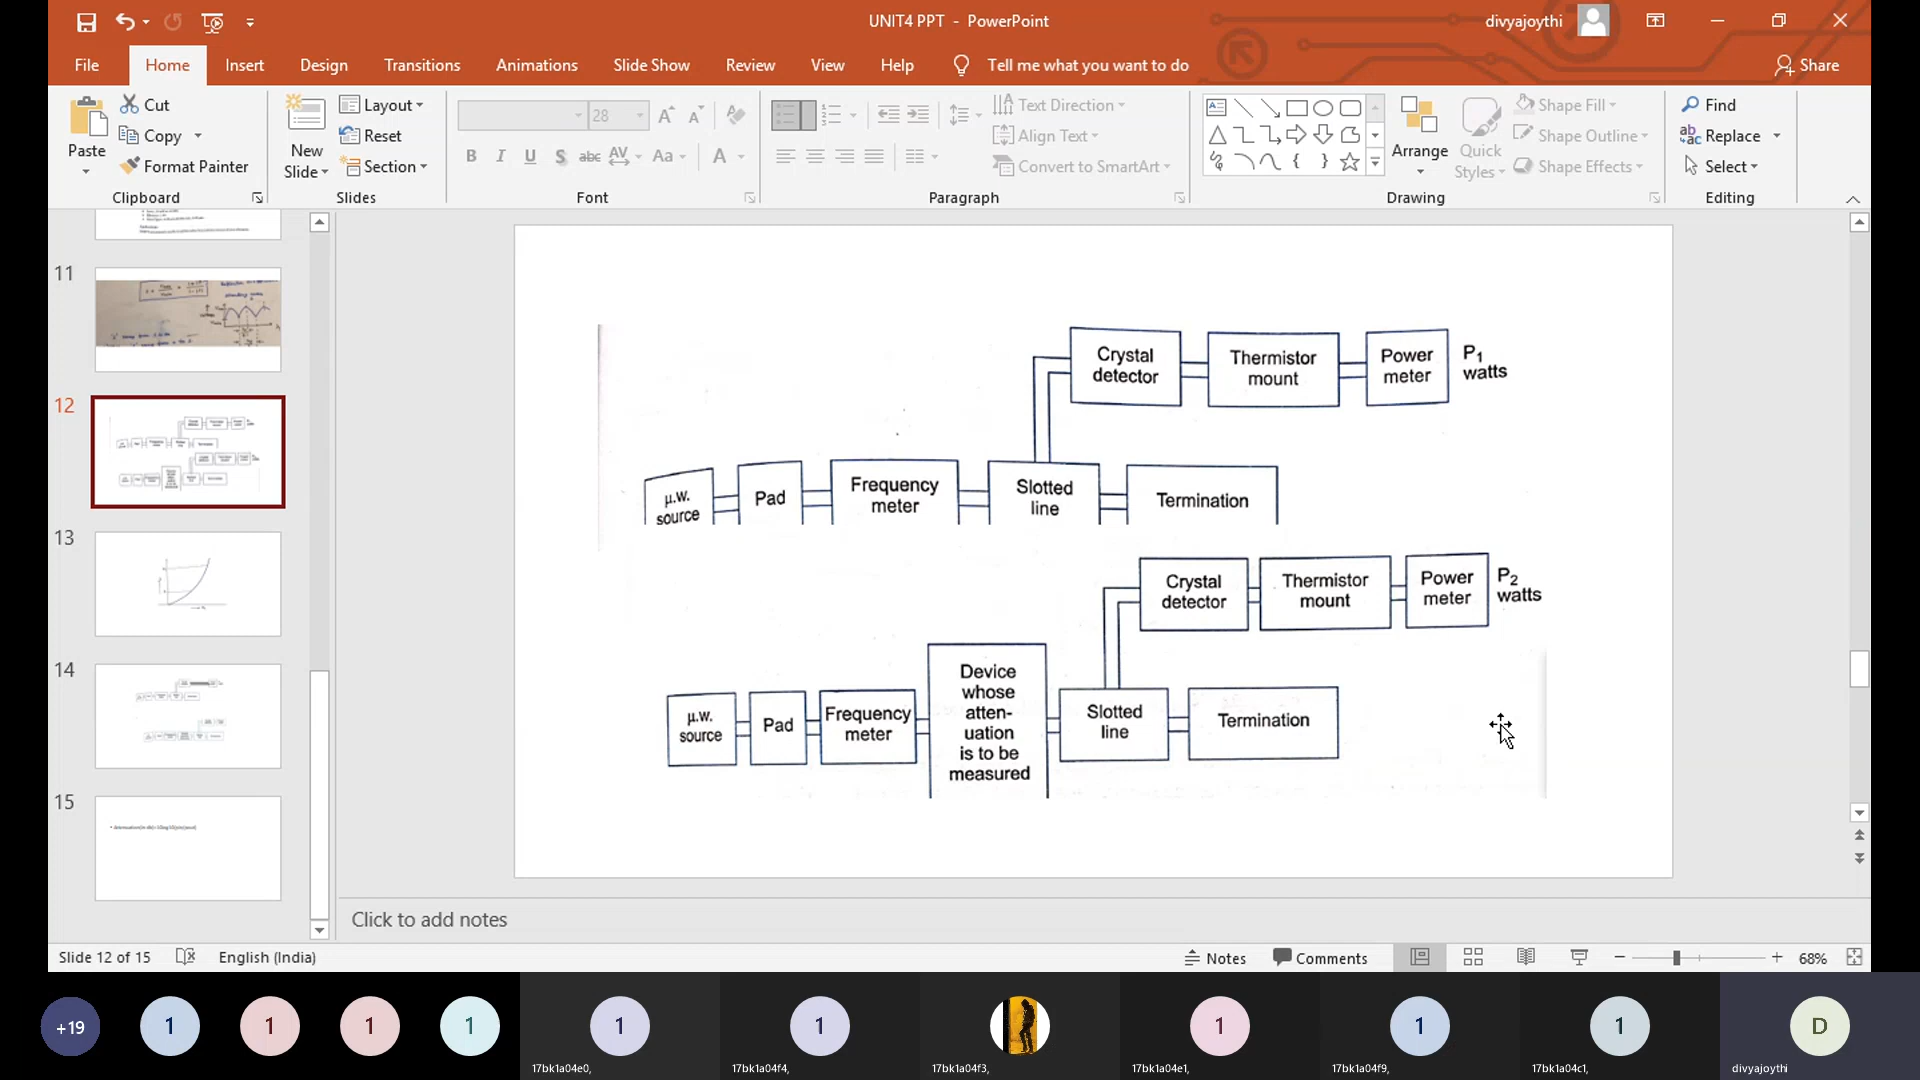 UNIT4 PPT - PowerPoint
divyajoythi
File
Home
Insert
Design
Transitions
Animations
Slide Show
Review
View
Help
Tell me what you want to do
Share
Paste
Cut
Copy
Format Painter
Clipboard
New
Slide
Layout
Reset
Section
Slides
28
B I U S abc AV Aa A
Font
Text Direction
Align Text
Convert to SmartArt
Paragraph
Arrange
Quick
Styles
Shape Fill
Shape Outline
Shape Effects
Drawing
Find
Replace
Select
Editing
11
12
13
14
15
Crystal
detector
Thermistor
mount
Power
meter
P1
watts
μ.w.
source
Pad
Frequency
meter
Slotted
line
Termination
Crystal
detector
Thermistor
mount
Power
meter
P2
watts
μ.w.
source
Pad
Frequency
meter
Device
whose
atten-
uation
is to be
measured
Slotted
line
Termination
Click to add notes
Slide 12 of 15
English (India)
Notes
Comments
68%
+19
1
1
1
1
1
1
1
1
1
D
17bk1a04e0,
17bk1a04f4,
17bk1a04f3,
17bk1a04e1,
17bk1a04f9,
17bk1a04c1,
divyajoythi